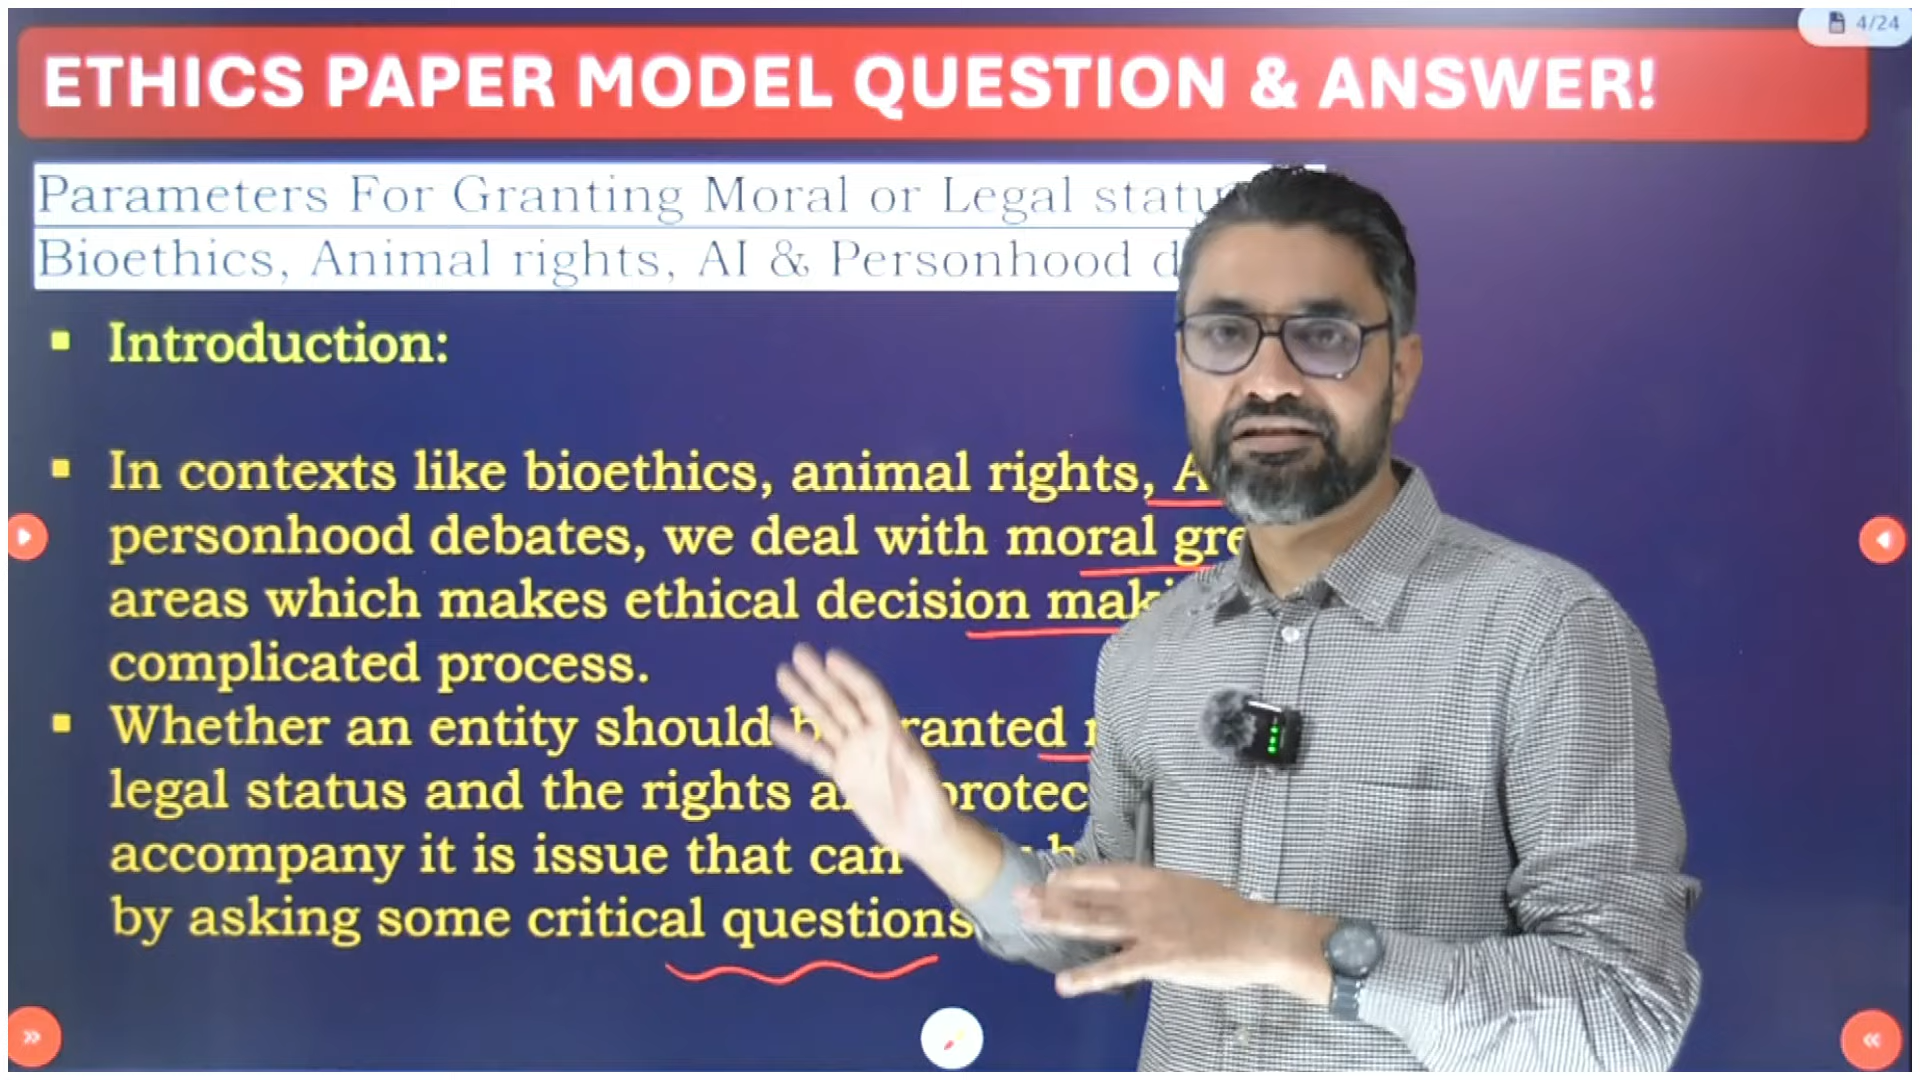 4/24
ETHICS PAPER MODEL QUESTION & ANSWER!
Parameters For Granting Moral or Legal
Bioethics, Animal rights, AI & Personhood
Introduction:
In contexts like bioethics, animal rights,
personhood debates, we deal with moral
areas which makes ethical decision
complicated process.
Whether an entity should
legal status and the rights
accompany it is issue that can
by asking some critical questions